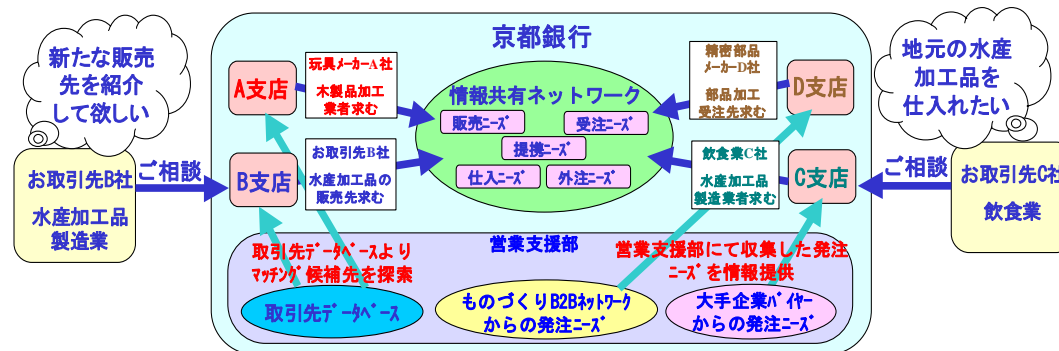 京都銀行
新たな販売
先を紹介
して欲しい
地元の水産
加工品を
仕入れたい
A支店
玩具ﾒｰｶｰA社
木製品加工
業者求む
情報共有ネットワーク
販売ﾆｰｽﾞ
受注ﾆｰｽﾞ
提携ﾆｰｽﾞ
仕入ﾆｰｽﾞ
外注ﾆｰｽﾞ
精密部品
ﾒｰｶｰD社
部品加工
受注先求む
D支店
お取引先B社
水産加工品
製造業
ご相談
B支店
お取引先B社
水産加工品の
販売先求む
飲食業C社
水産加工品
製造業者求む
C支店
ご相談
お取引先C社
飲食業
営業支援部
取引先ﾃﾞｰﾀﾍﾞｰｽより
ﾏｯﾁﾝｸﾞ候補先を探索
営業支援部にて収集した発注
ﾆｰｽﾞを情報提供
取引先ﾃﾞｰﾀﾍﾞｰｽ
ものづくりB2Bﾈｯﾄﾜｰｸ
からの発注ﾆｰｽﾞ
大手企業ﾊﾞｲﾔｰ
からの発注ﾆｰｽﾞ